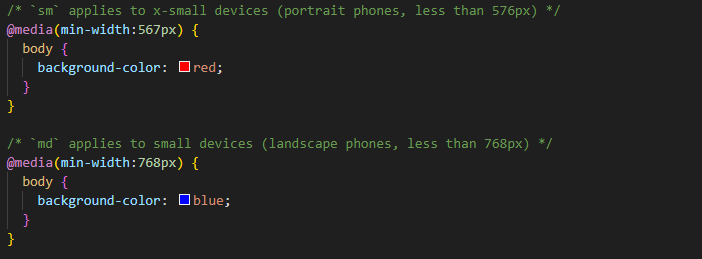 /* `sm` applies to x-small devices (portrait phones, less than 576px) */
@media(min-width:567px) {
body {
background-color: red;
}
}
/* `md` applies to small devices (landscape phones, less than 768px) */
@media(min-width:768px) {
body {
background-color: blue;
}
}